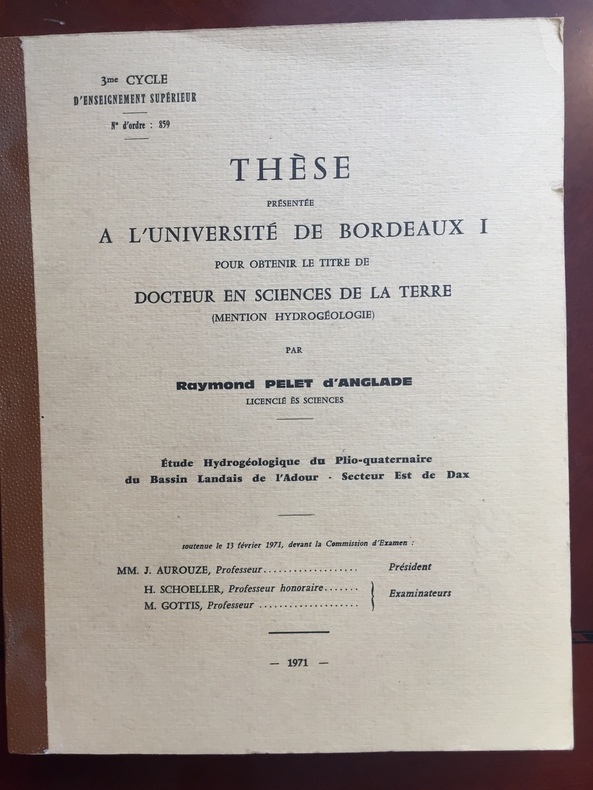 3me CYCLE
D'ENSEIGNEMENT SUPÉRIEUR
N° d'ordre : 859
THÈSE
PRÉSENTÉE
A L'UNIVERSITÉ DE BORDEAUX I
POUR OBTENIR LE TITRE DE
DOCTEUR EN SCIENCES DE LA TERRE
(MENTION HYDROGÉOLOGIE)
PAR
Raymond PELET d'ANGLADE
LICENCIÉ ÈS SCIENCES
Étude Hydrogéologique du Plio-quaternaire
du Bassin Landais de l'Adour - Secteur Est de Dax
soutenue le 13 février 1971, devant la Commission d'Examen :
MM. J. AUROUZE, Professeur................... Président
H. SCHOELLER, Professeur honoraire.......
M. GOTTIS, Professeur .................... Examinateurs
— 1971 —